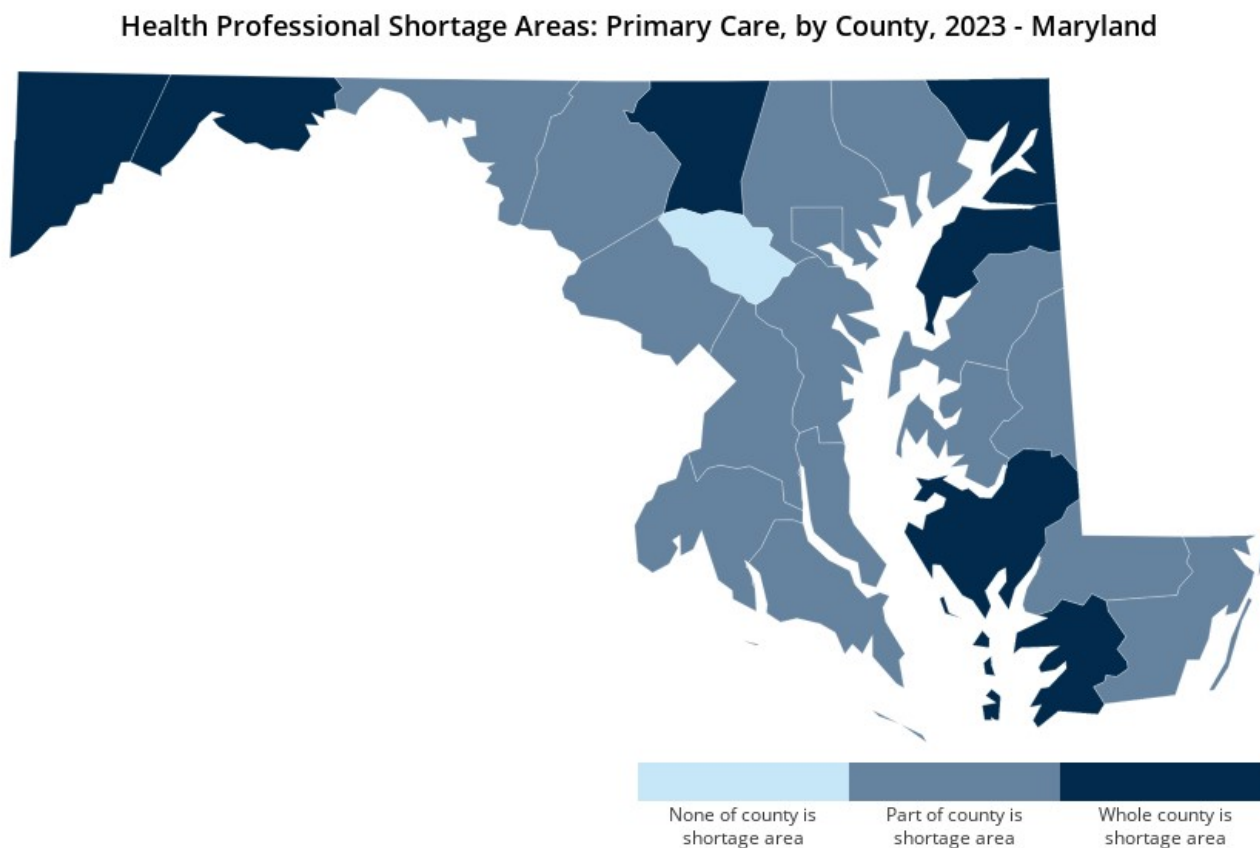 Health Professional Shortage Areas: Primary Care, by County, 2023 - Maryland
None of county is
shortage area
Part of county is
shortage area
Whole county is
shortage area